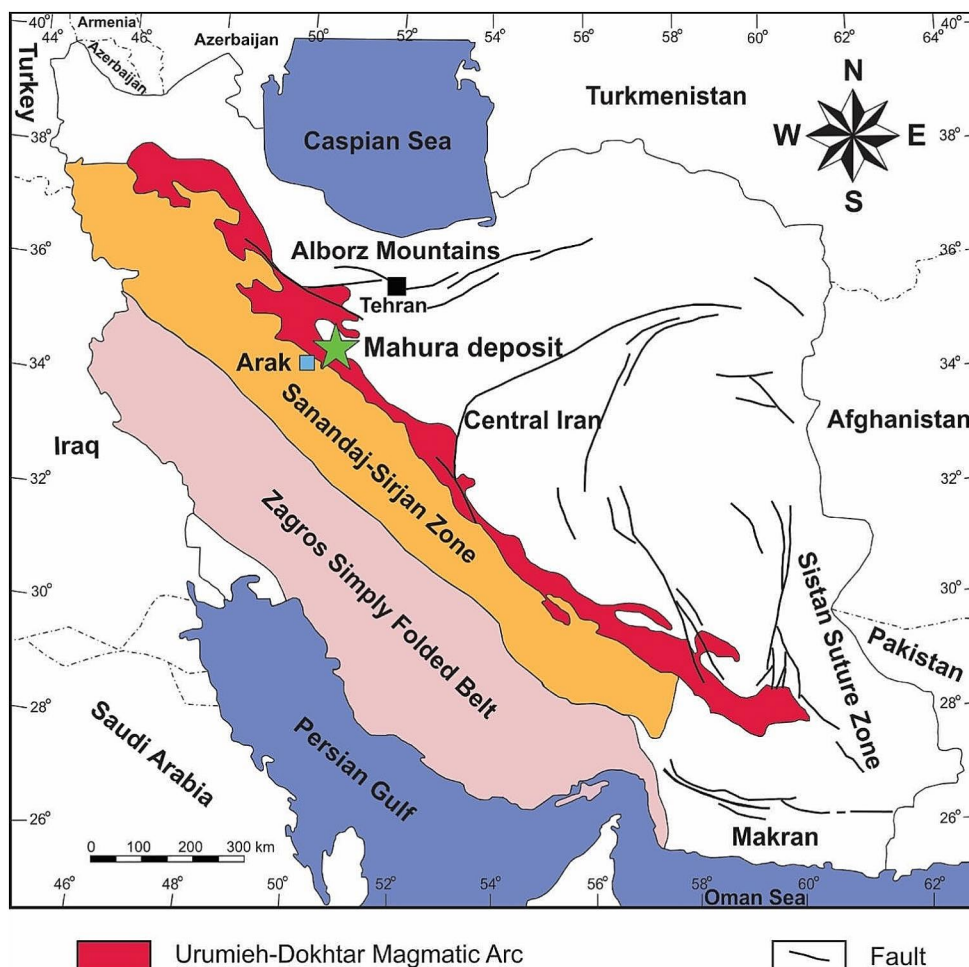 40°
44°
Armenia
46°
Azerbaijan
Azerbaijan
50°
52°
54°
56°
58°
60°
62°
64°
40°
Turkey
Turkmenistan
N
W
E
S
Caspian Sea
38°
38°
36°
36°
Alborz Mountains
Tehran
Mahura deposit
Arak
34°
34°
Central Iran
Afghanistan
Iraq
Sanandaj-Sirjan Zone
32°
32°
Zagros Simply Folded Belt
Sistan Suture Zone
30°
30°
Pakistan
28°
28°
Saudi Arabia
Persian Gulf
26°
26°
Makran
0 50 100 200 300 km
46°
48°
50°
52°
54°
56°
58°
60°
62°
Oman Sea
Urumieh-Dokhtar Magmatic Arc
Fault